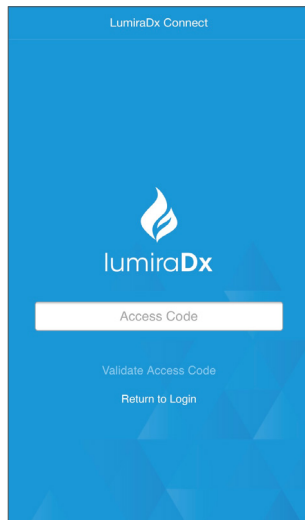 LumiraDx Connect
lumiraDx
Access Code
Validate Access Code
Return to Login